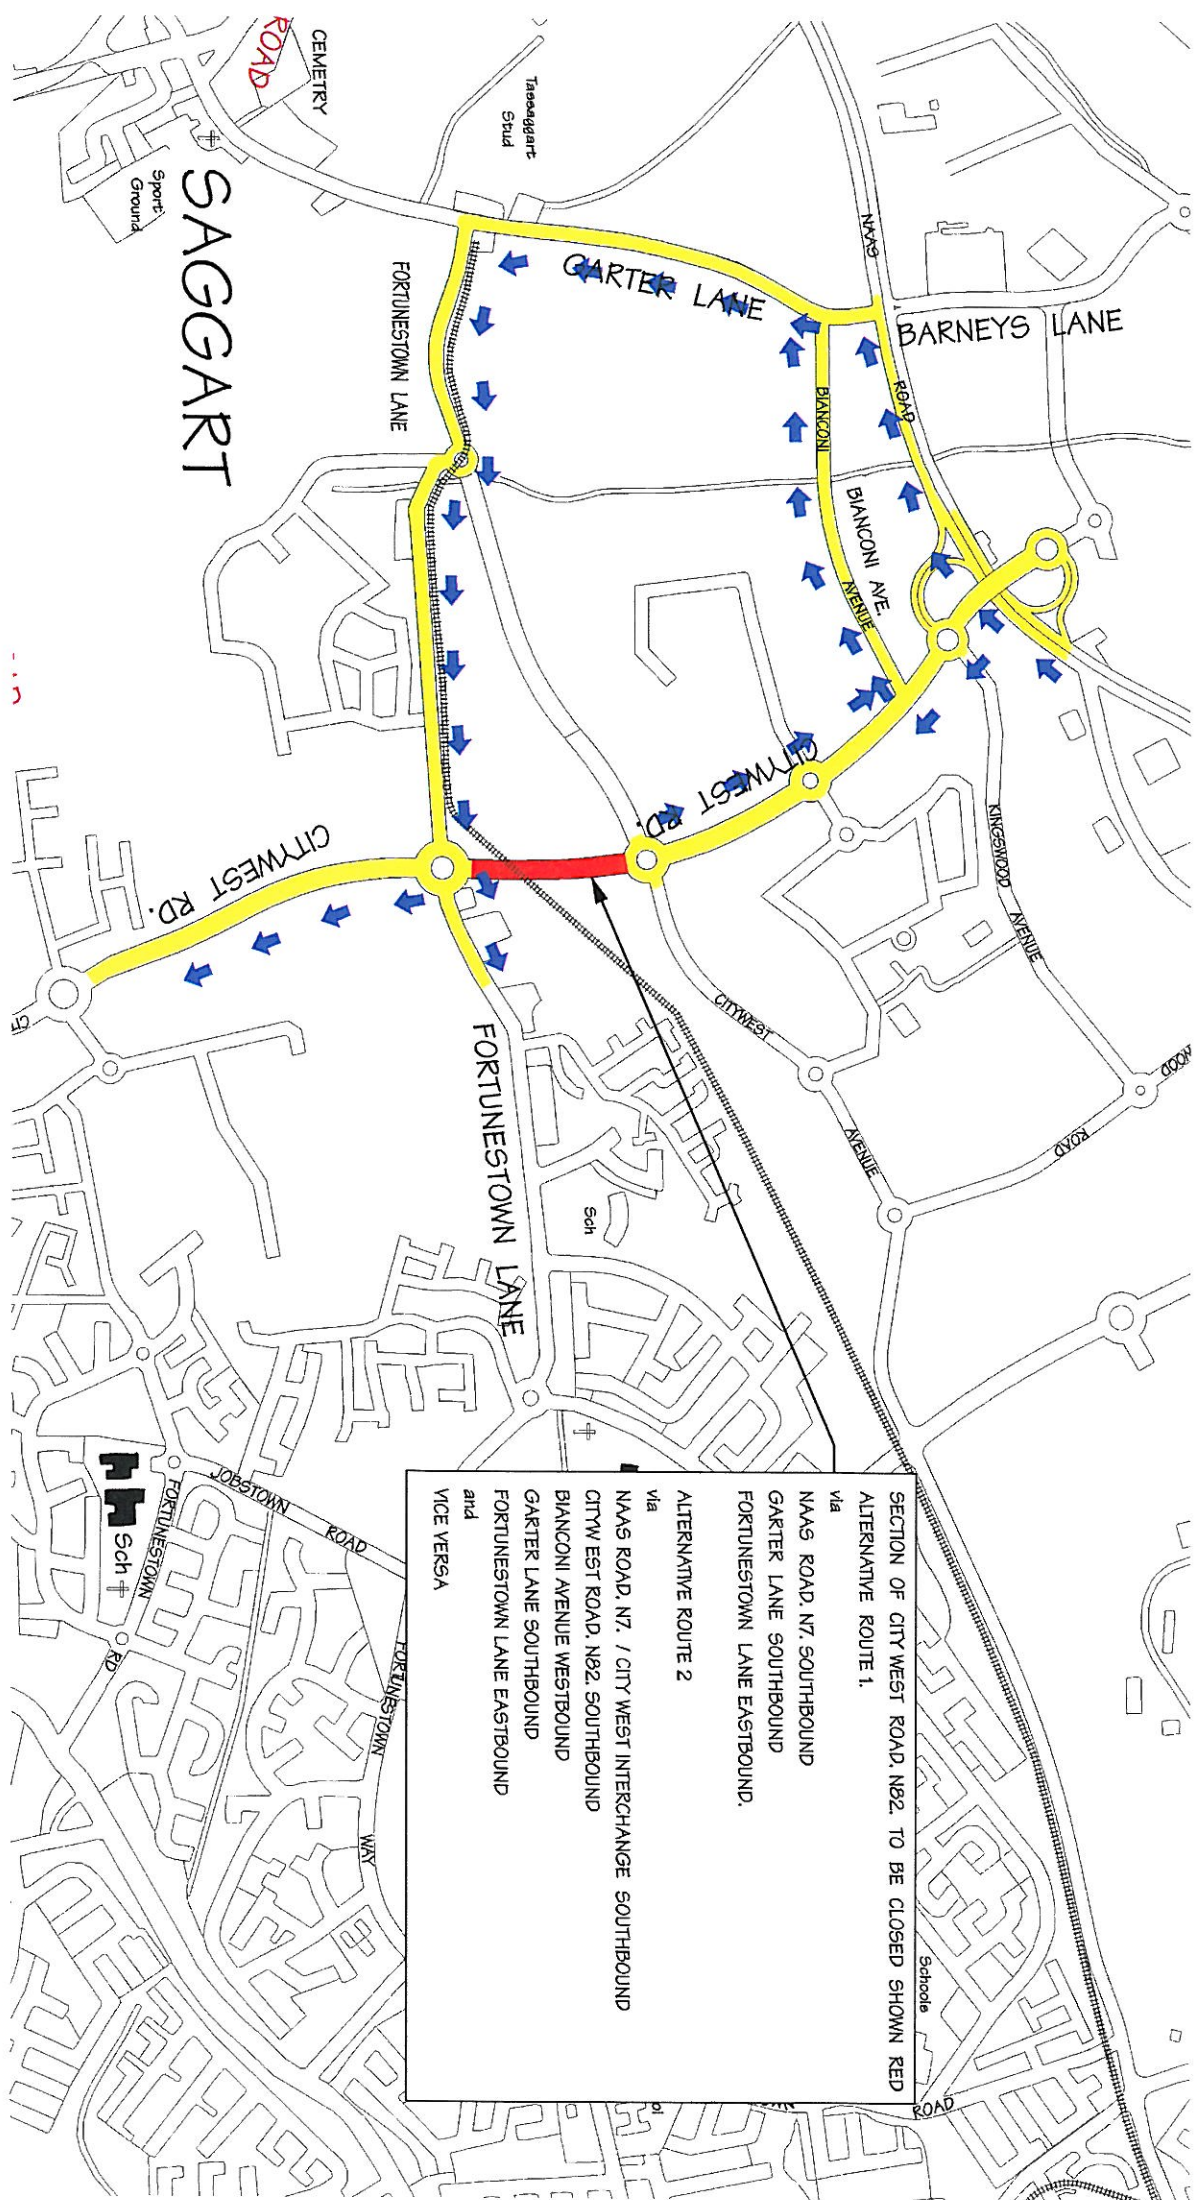 CEMETRY
ROAD
Tassaggart
Stud
Sport
Ground
SAGGART
NAAS
ROAD
BARNEYS LANE
GARTER LANE
FORTUNESTOWN LANE
BIANCONI
AVENUE
BIANCONI AVE.
CITYWEST RD.
CITYWEST RD.
KINGSWOOD
AVENUE
CITYWEST
AVENUE
ROAD
WOOD
FORTUNESTOWN LANE
Sch
JOBSTOWN
ROAD
FORTUNESTOWN
RD
Sch
FORTUNESTOWN
WAY
Schools
ROAD
SECTION OF CITYWEST ROAD. N82. TO BE CLOSED SHOWN RED
ALTERNATIVE ROUTE 1.
via
NAAS ROAD. N7. SOUTHBOUND
GARTER LANE SOUTHBOUND
FORTUNESTOWN LANE EASTBOUND.
ALTERNATIVE ROUTE 2
via
NAAS ROAD. N7. / CITY WEST INTERCHANGE SOUTHBOUND
CITYW EST ROAD. N82. SOUTHBOUND
BIANCONI AVENUE WESTBOUND
GARTER LANE SOUTHBOUND
FORTUNESTOWN LANE EASTBOUND
and
VICE VERSA